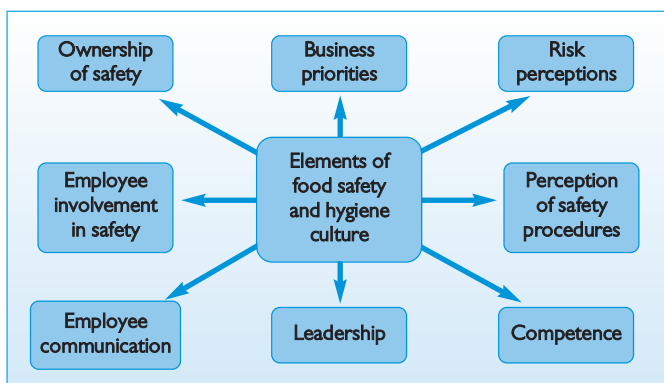 Ownership
of safety
Business
priorities
Risk
perceptions
Elements of
food safety
and hygiene
culture
Employee
involvement
in safety
Perception
of safety
procedures
Employee
communication
Leadership
Competence